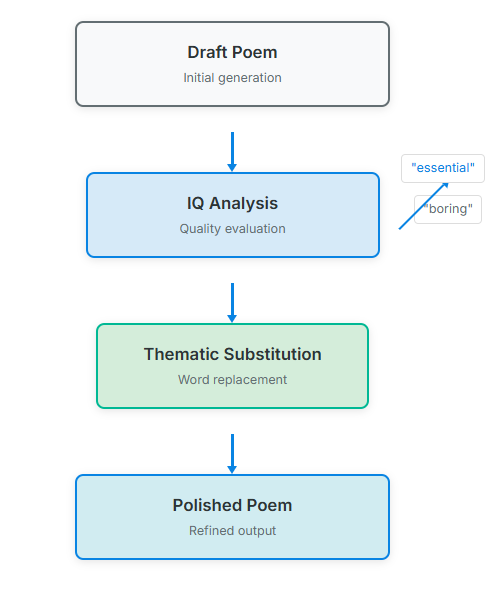 Draft Poem
Initial generation
"essential"
IQ Analysis
"boring"
Quality evaluation
Thematic Substitution
Word replacement
Polished Poem
Refined output